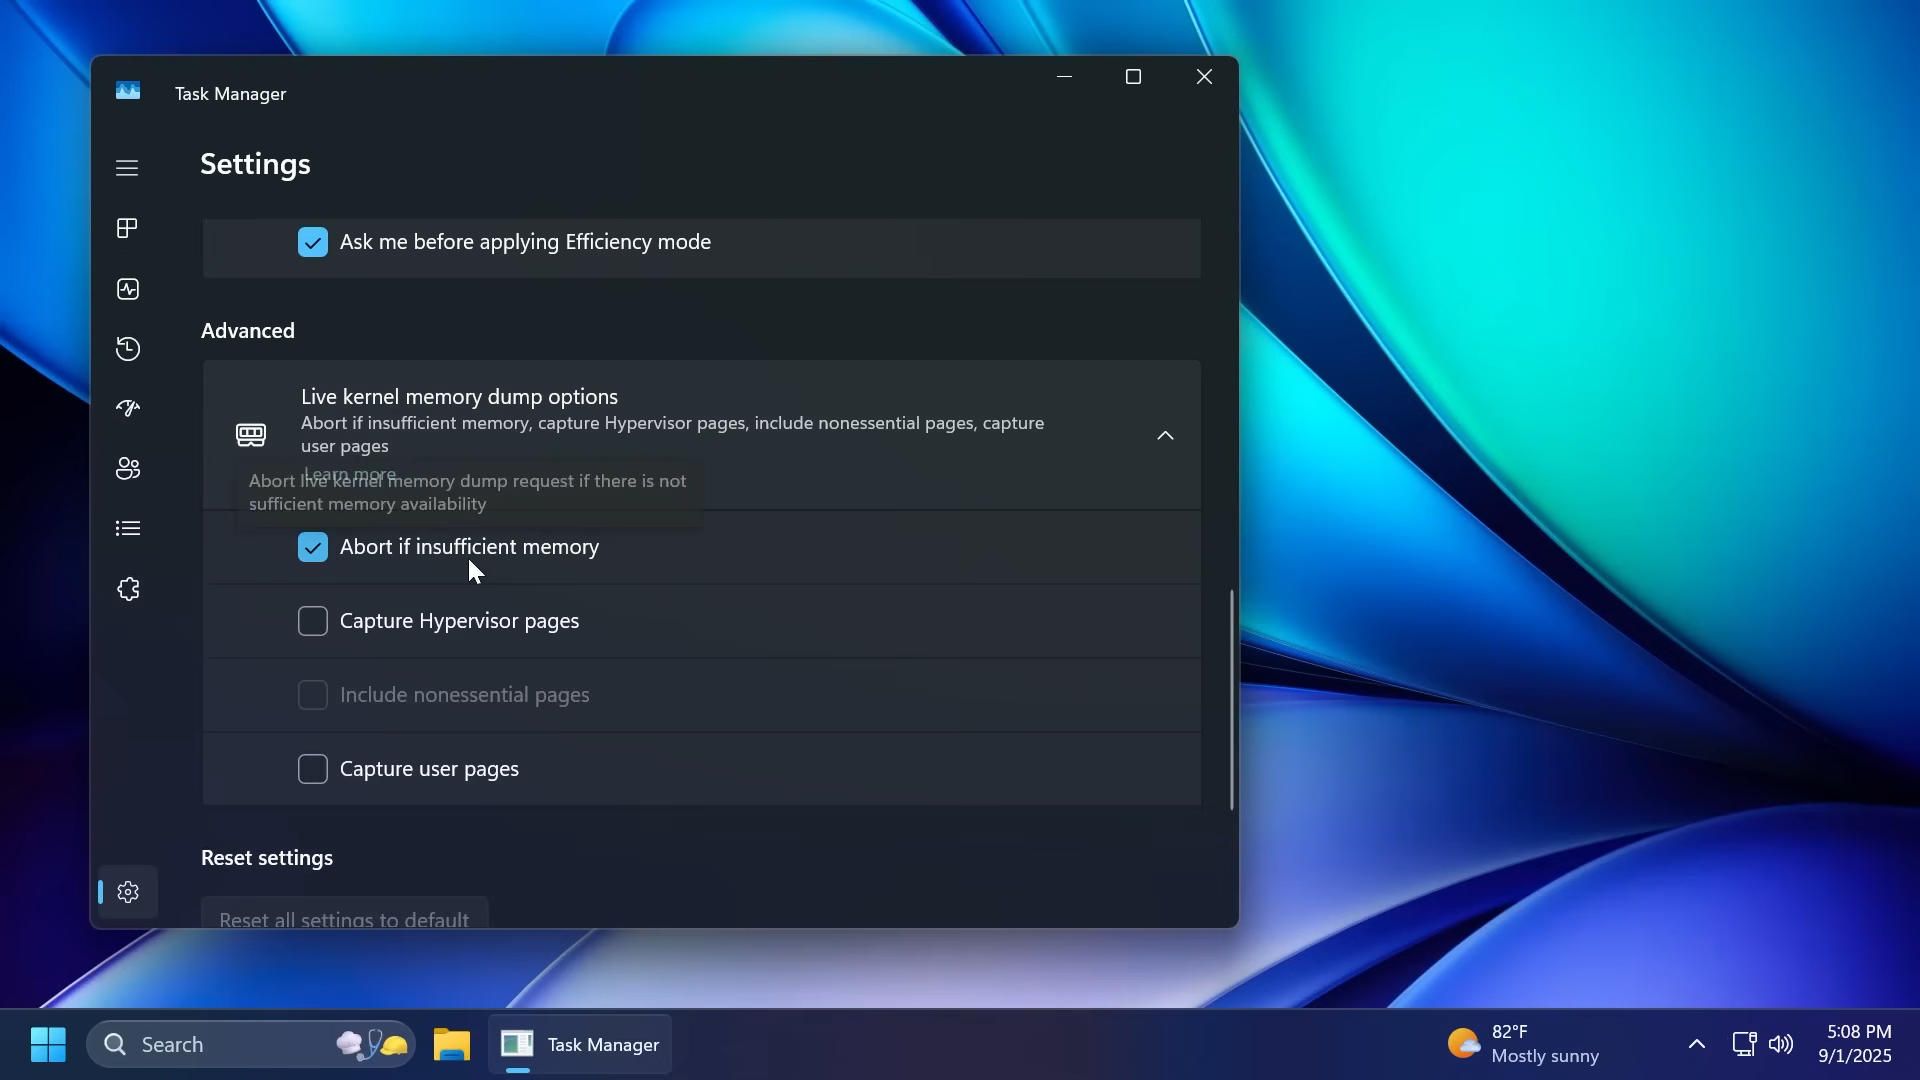 Task Manager
Settings
Ask me before applying Efficiency mode
Advanced
Live kernel memory dump options
Abort if insufficient memory, capture Hypervisor pages, include nonessential pages, capture
user pages
Learn more
Abort live kernel memory dump request if there is not
sufficient memory availability
Abort if insufficient memory
Capture Hypervisor pages
Include nonessential pages
Capture user pages
Reset settings
Reset all settings to default
Search
Task Manager
82°F
Mostly sunny
5:08 PM
9/1/2025